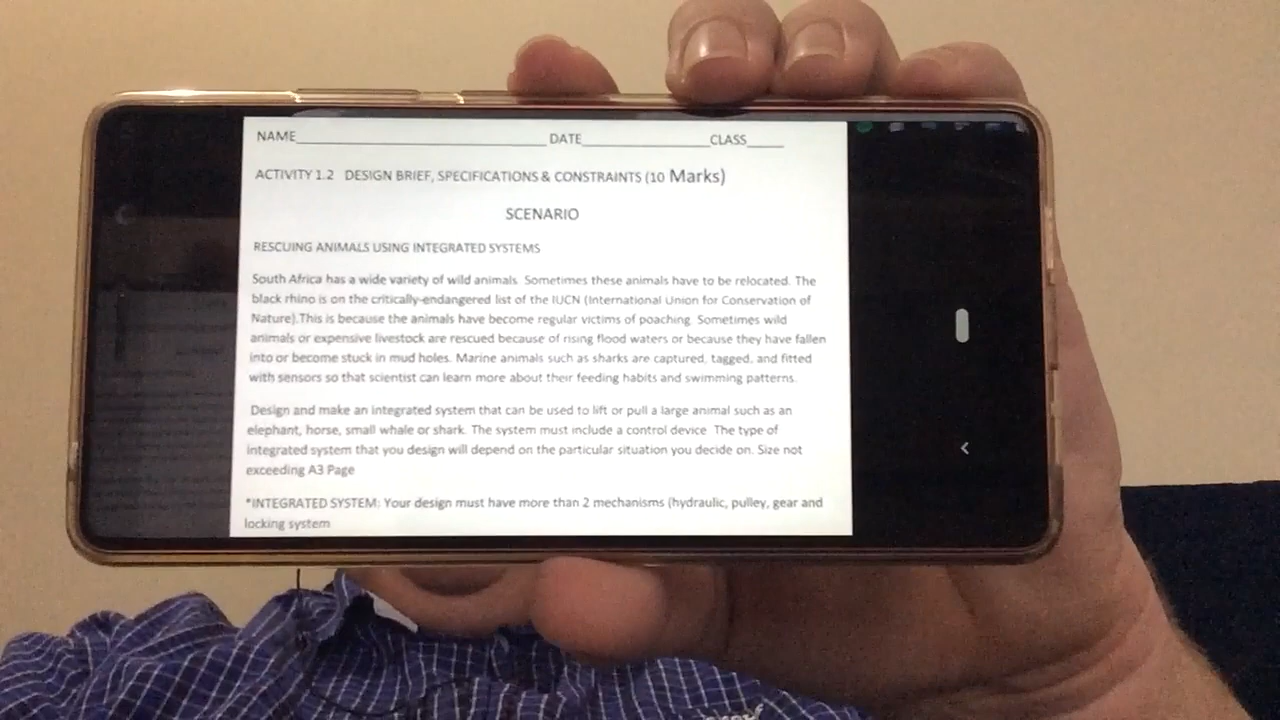 NAME____________________ DATE____________________CLASS_____
ACTIVITY 1.2 DESIGN BRIEF, SPECIFICATIONS & CONSTRAINTS (10 Marks)
SCENARIO
RESCUING ANIMALS USING INTEGRATED SYSTEMS
South Africa has a wide variety of wild animals. Sometimes these animals have to be relocated. The
black rhino is on the critically-endangered list of the IUCN (International Union for Conservation of
Nature).This is because the animals have become regular victims of poaching. Sometimes wild
animals or expensive livestock are rescued because of rising flood waters or because they have fallen
into or become stuck in mud holes. Marine animals such as sharks are captured, tagged, and fitted
with sensors so that scientist can learn more about their feeding habits and swimming patterns.
Design and make an integrated system that can be used to lift or pull a large animal such as an
elephant, horse, small whale or shark. The system must include a control device. The type of
integrated system that you design will depend on the particular situation you decide on. Size not
exceeding A3 Page
*INTEGRATED SYSTEM: Your design must have more than 2 mechanisms (hydraulic, pulley, gear and
locking system